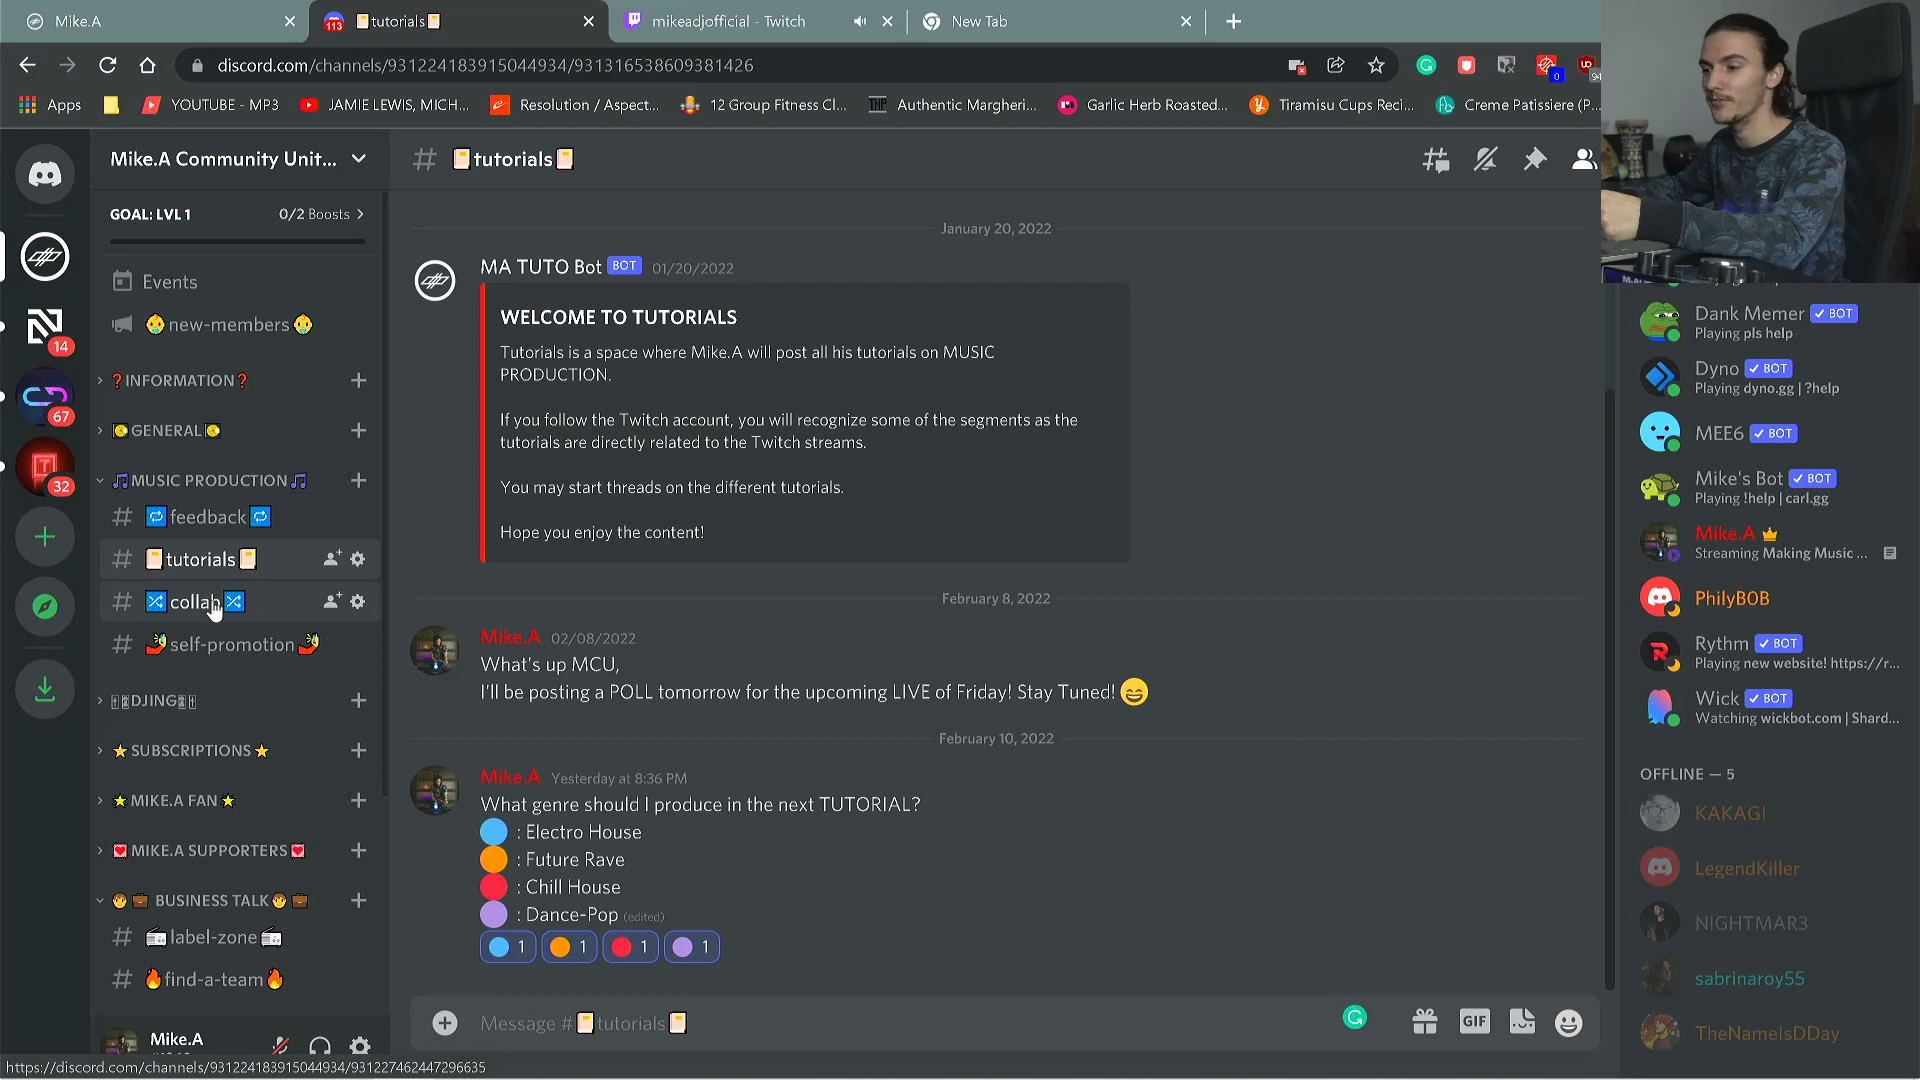 Mike.A
113
tutorials
mikeadjofficial - Twitch
New Tab
discord.com/channels/931224183915044934/931316538609381426
0
94
Apps
YOUTUBE - MP3
JAMIE LEWIS, MICH...
Resolution / Aspect...
12 Group Fitness Cl...
Authentic Margheri...
Garlic Herb Roasted...
Tiramisu Cups Reci...
Creme Patissiere (P...
Mike.A Community Unit...
# tutorials
GOAL: LVL 1
0/2 Boosts
Events
👶new-members👶
❓INFORMATION❓
GENERAL
🎵MUSIC PRODUCTION🎵
# 🔁feedback🔁
# tutorials
# 🔀collab🔀
# 🤳self-promotion🤳
DJING
⭐SUBSCRIPTIONS⭐
⭐MIKE.A FAN⭐
💟MIKE.A SUPPORTERS💟
BUSINESS TALK
# 📻label-zone📻
# 🔥find-a-team🔥
Mike.A
14
67
32
January 20, 2022
MA TUTO Bot BOT 01/20/2022
WELCOME TO TUTORIALS
Tutorials is a space where Mike.A will post all his tutorials on MUSIC
PRODUCTION.
If you follow the Twitch account, you will recognize some of the segments as the
tutorials are directly related to the Twitch streams.
You may start threads on the different tutorials.
Hope you enjoy the content!
February 8, 2022
Mike.A 02/08/2022
What's up MCU,
I'll be posting a POLL tomorrow for the upcoming LIVE of Friday! Stay Tuned! 😄
February 10, 2022
Mike.A Yesterday at 8:36 PM
What genre should I produce in the next TUTORIAL?
🔵 : Electro House
🟠 : Future Rave
🔴 : Chill House
🟣 : Dance-Pop (edited)
🔵 1 🟠 1 🔴 1 🟣 1
Message # tutorials
GIF
Dank Memer ✓ BOT
Playing pls help
Dyno ✓ BOT
Playing dyno.gg | ?help
MEE6 ✓ BOT
Mike's Bot ✓ BOT
Playing !help | carl.gg
Mike.A
Streaming Making Music ...
PhilyBOB
Rythm ✓ BOT
Playing new website! https://r...
Wick ✓ BOT
Watching wickbot.com | Shard...
OFFLINE — 5
KAKAGI
LegendKiller
NIGHTMAR3
sabrinaroy55
TheNameIsDDay
https://discord.com/channels/931224183915044934/931227462447296635